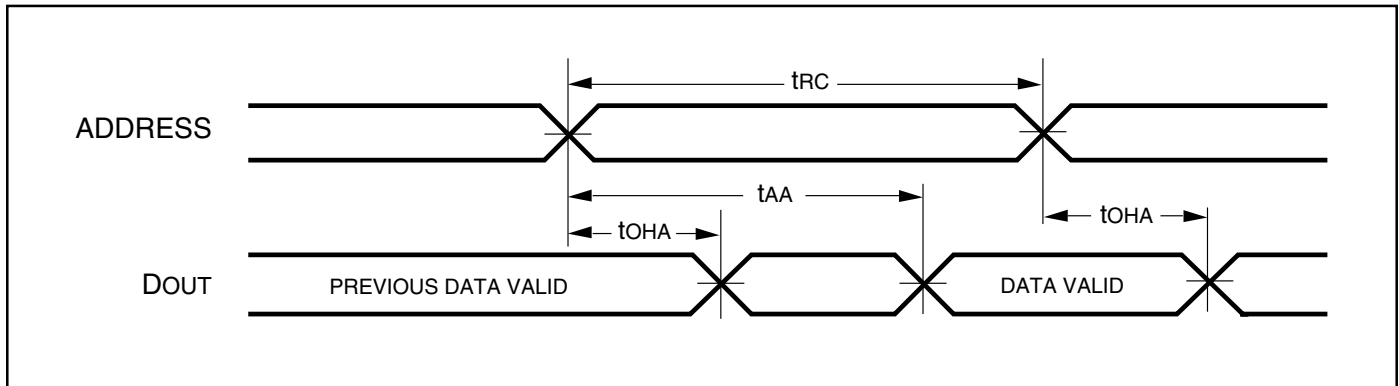 tRC
ADDRESS
tAA
tOHA
tOHA
DOUT
PREVIOUS DATA VALID
DATA VALID